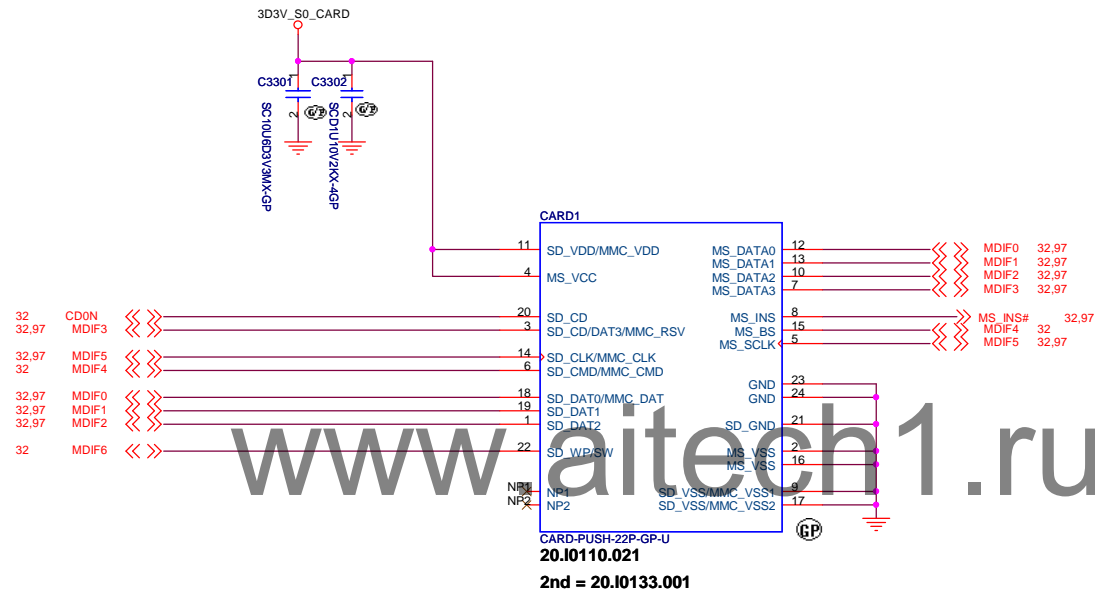 3D3V_S0_CARD
C3301 1 2 SC10U6D3V3MX-GP
C3302 1 2 SCD1U10V2KX-4GP
G/P G/P
CARD1
11 SD_VDD/MMC_VDD
4 MS_VCC
32 CD0N 20 SD_CD
32,97 MDIF3 3 SD_CD/DAT3/MMC_RSV
32,97 MDIF5 14 SD_CLK/MMC_CLK
32 MDIF4 6 SD_CMD/MMC_CMD
32,97 MDIF0 18 SD_DAT0/MMC_DAT
32,97 MDIF1 19 SD_DAT1
32,97 MDIF2 1 SD_DAT2
32 MDIF6 22 SD_WP/SW
NP1 NP1
NP2 NP2
MS_DATA0 12 MDIF0 32,97
MS_DATA1 13 MDIF1 32,97
MS_DATA2 10 MDIF2 32,97
MS_DATA3 7 MDIF3 32,97
MS_INS 8 MS_INS# 32,97
MS_BS 15 MDIF4 32
MS_SCLK 5 MDIF5 32,97
GND 23
GND 24
SD_GND 21
MS_VSS 2
MS_VSS 16
SD_VSS/MMC_VSS1 9
SD_VSS/MMC_VSS2 17
GP
CARD-PUSH-22P-GP-U
20.I0110.021
2nd = 20.I0133.001
www.aitech1.ru